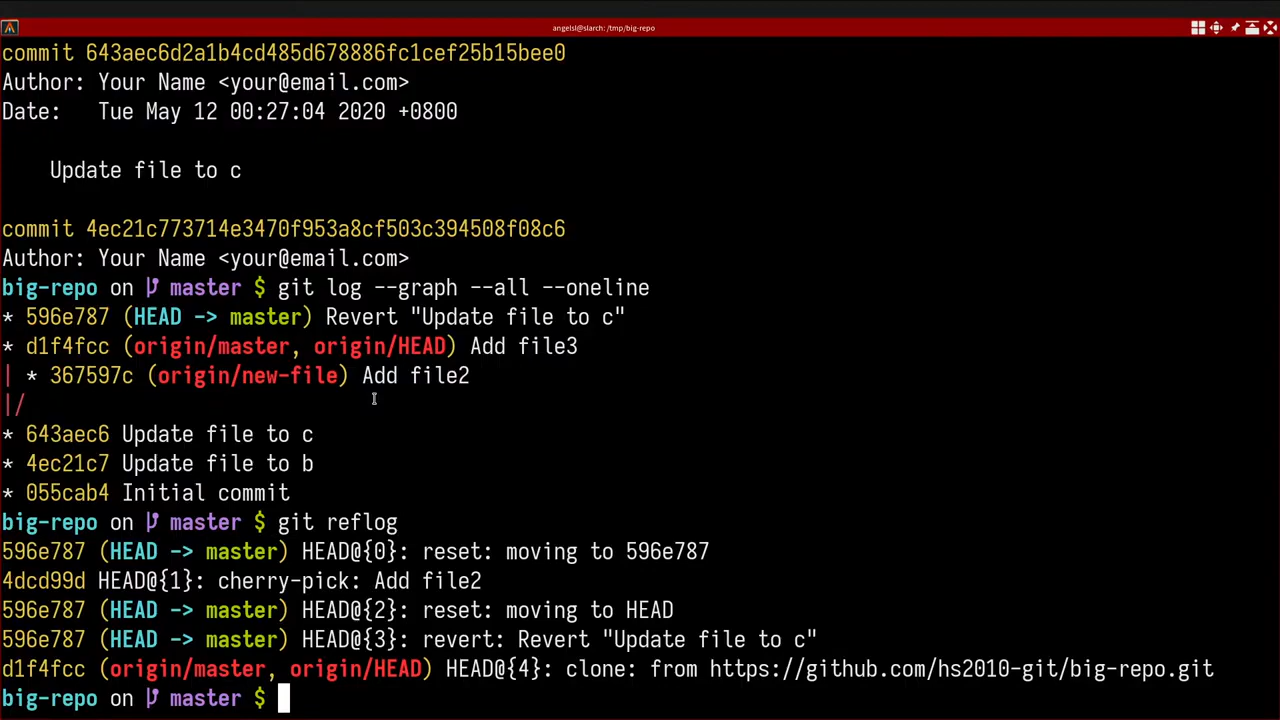 angelsl@slarch: /tmp/big-repo
commit 643aec6d2a1b4cd485d678886fc1cef25b15bee0
Author: Your Name <your@email.com>
Date:   Tue May 12 00:27:04 2020 +0800
    Update file to c
commit 4ec21c773714e3470f953a8cf503c394508f08c6
Author: Your Name <your@email.com>
big-repo on master $ git log --graph --all --oneline
* 596e787 (HEAD -> master) Revert "Update file to c"
* d1f4fcc (origin/master, origin/HEAD) Add file3
| * 367597c (origin/new-file) Add file2
|/
* 643aec6 Update file to c
* 4ec21c7 Update file to b
* 055cab4 Initial commit
big-repo on master $ git reflog
596e787 (HEAD -> master) HEAD@{0}: reset: moving to 596e787
4dcd99d HEAD@{1}: cherry-pick: Add file2
596e787 (HEAD -> master) HEAD@{2}: reset: moving to HEAD
596e787 (HEAD -> master) HEAD@{3}: revert: Revert "Update file to c"
d1f4fcc (origin/master, origin/HEAD) HEAD@{4}: clone: from https://github.com/hs2010-git/big-repo.git
big-repo on master $